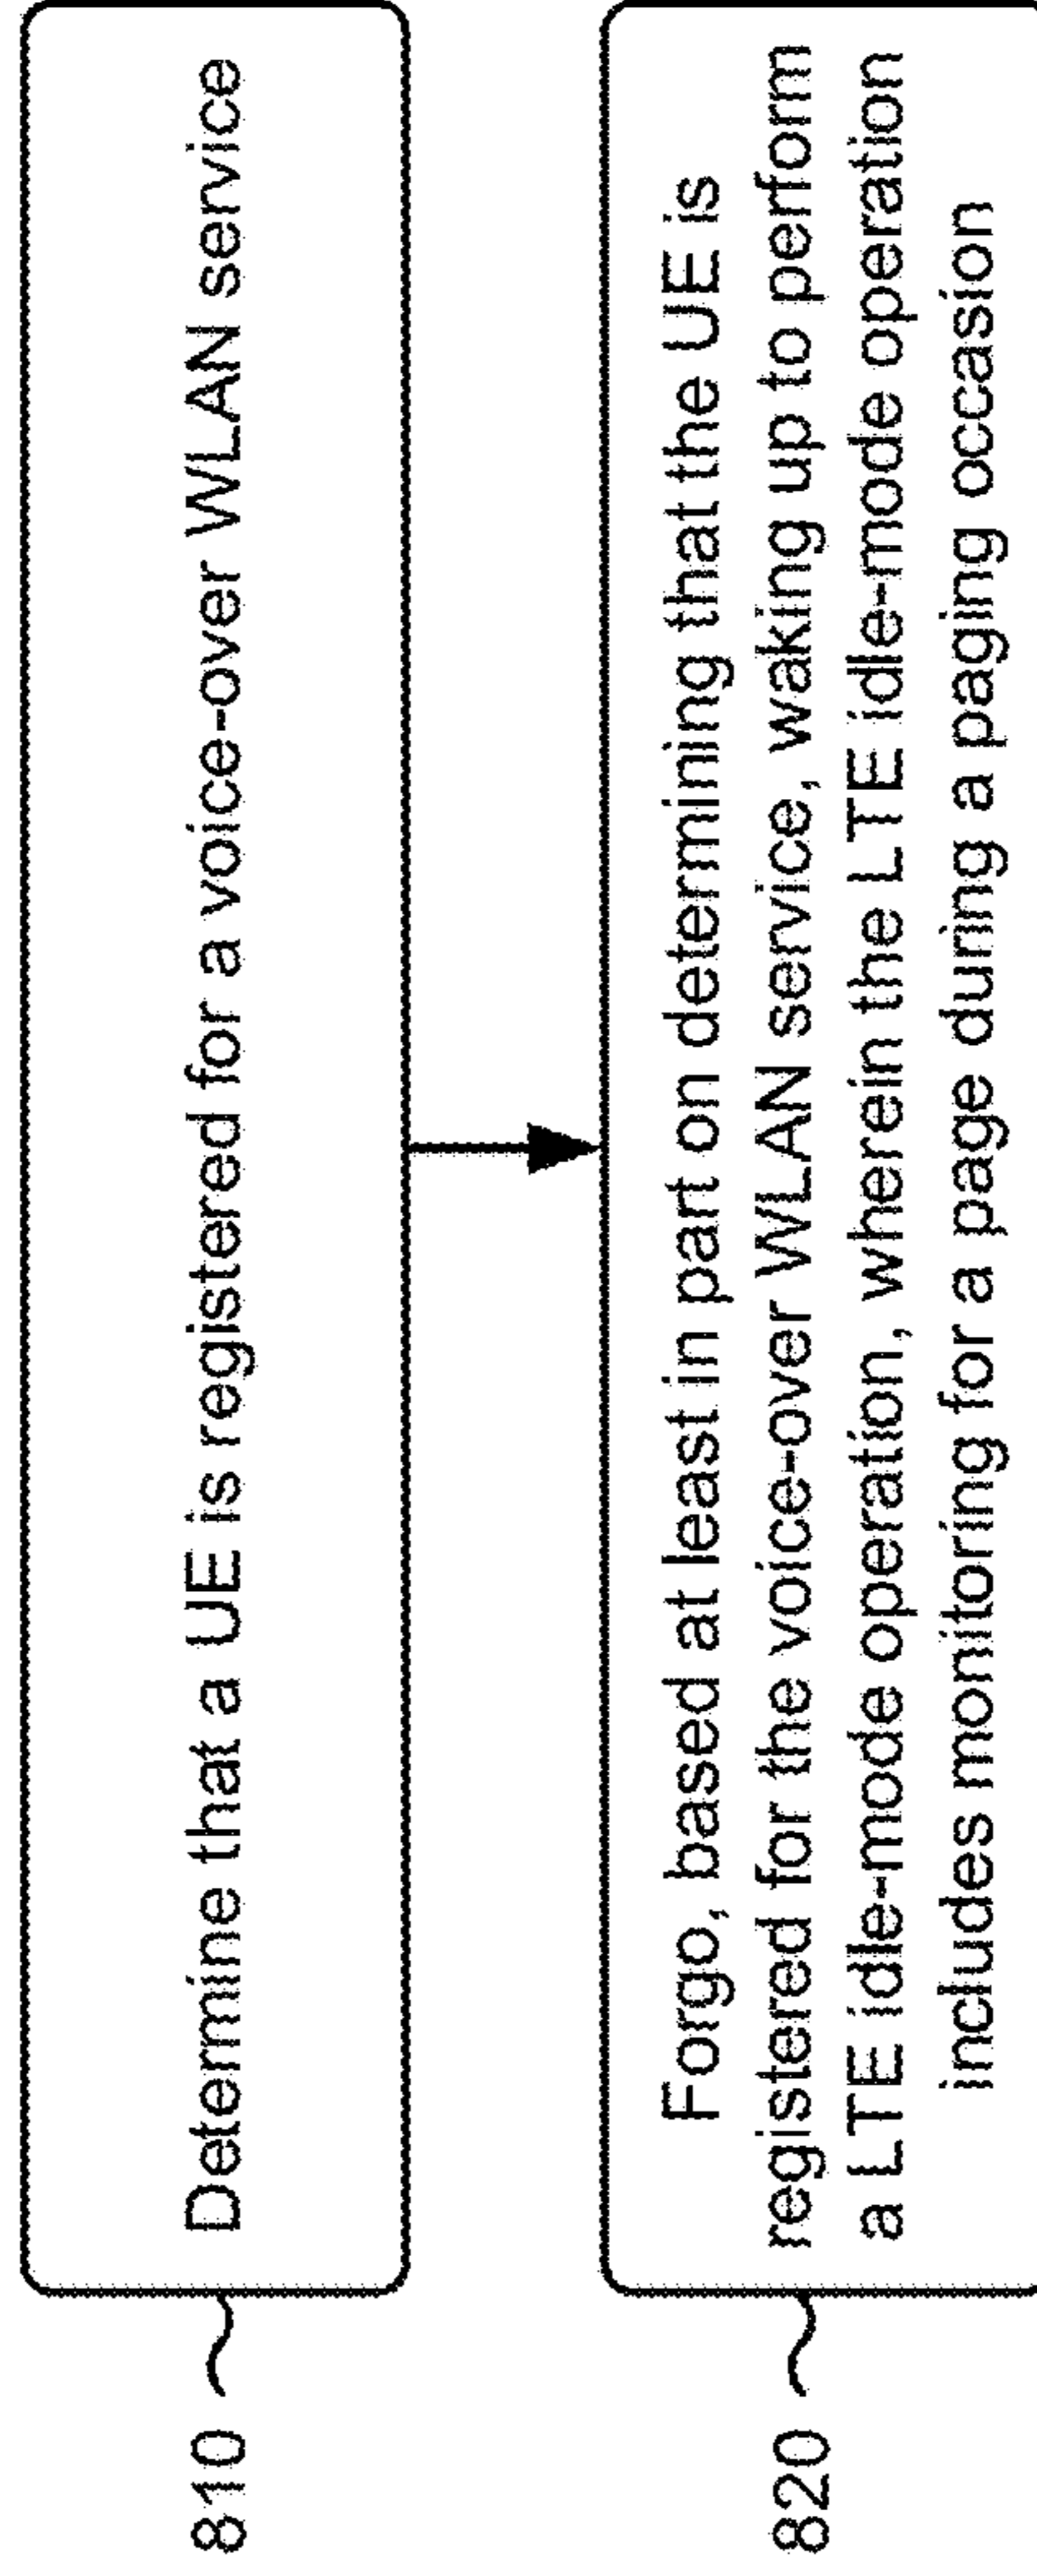 810
Determine that a UE is registered for a voice-over WLAN service
820
Forgo, based at least in part on determining that the UE is
registered for the voice-over WLAN service, waking up to perform
a LTE idle-mode operation, wherein the LTE idle-mode operation
includes monitoring for a page during a paging occasion